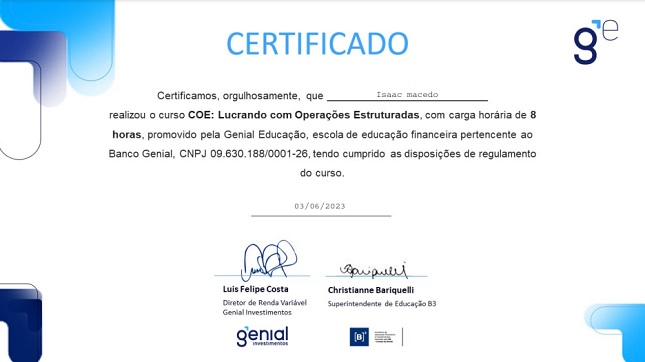 ge
CERTIFICADO
Certificamos, orgulhosamente, que Isaac macedo
realizou o curso COE: Lucrando com Operações Estruturadas, com carga horária de 8
horas, promovido pela Genial Educação, escola de educação financeira pertencente ao
Banco Genial, CNPJ 09.630.188/0001-26, tendo cumprido as disposições de regulamento
do curso.
03/06/2023
Bariquelli
Luis Felipe Costa
Diretor de Renda Variável
Genial Investimentos
Christianne Bariquelli
Superintendente de Educação B3
genial
investimentos
[B]